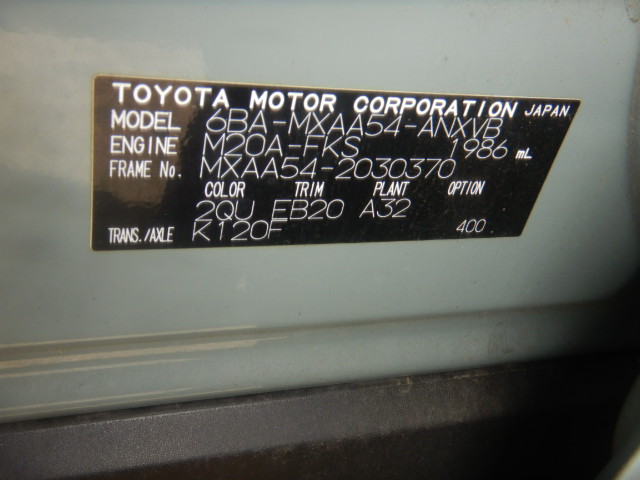 TOYOTA MOTOR CORPORATION JAPAN
MODEL 6BA-MXAA54-ANXVB
ENGINE M20A-FKS 1986 mL
FRAME No. MXAA54-2030370
COLOR TRIM PLANT OPTION
2QU EB20 A32
TRANS./AXLE K120F 400